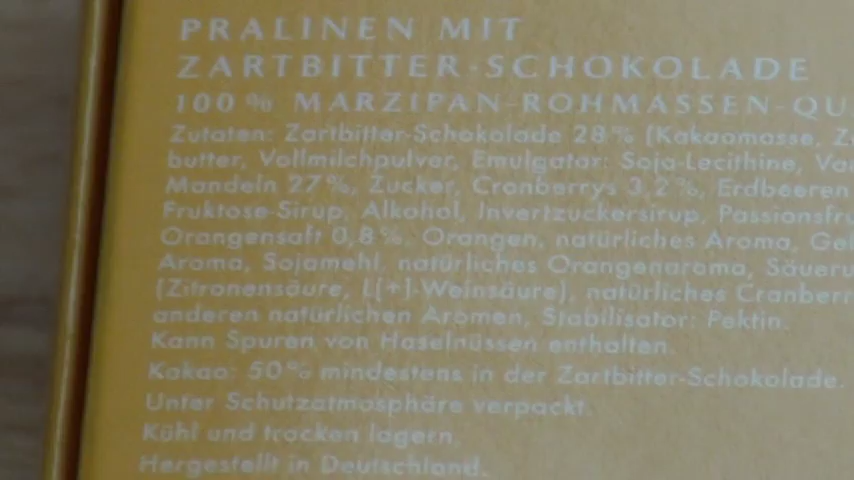 PRALINEN MIT
ZARTBITTER-SCHOKOLADE
100 % MARZIPAN-ROHMASSEN-QU
Zutaten: Zartbitter-Schokolade 28 % (Kakaomasse,
butter, Vollmilchpulver, Emulgator: Soja-Lecithine,
Mandeln 27 %, Zucker, Cranberrys 3,2 %, Erdbeeren
Fruktose-Sirup, Alkohol, Invertzuckersirup, Passionsfru
Orangensaft 0,8 %, Orangen, natürliches Aroma, Gel
Aroma, Sojamehl, natürliches Orangenaroma, Säueru
(Zitronensäure, L(+)-Weinsäure), natürliches Cranberr
anderen natürlichen Aromen, Stabilisator: Pektin.
Kann Spuren von Haselnüssen enthalten.
Kakao: 50 % mindestens in der Zartbitter-Schokolade.
Unter Schutzatmosphäre verpackt.
Kühl und trocken lagern.
Hergestellt in Deutschland.